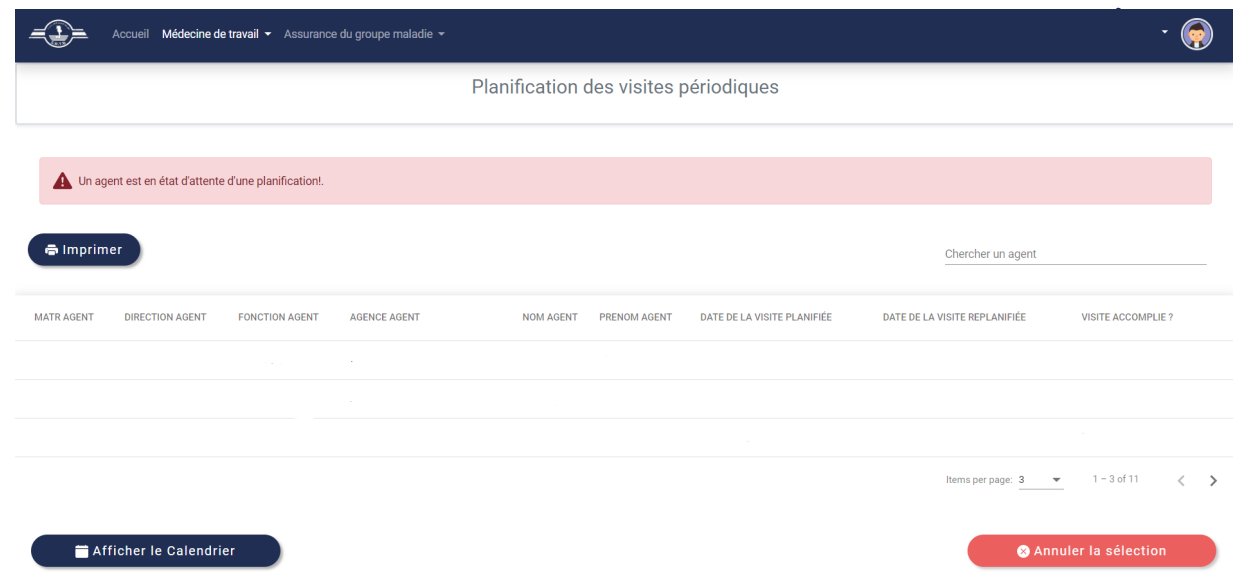 Accueil Médecine de travail Assurance du groupe maladie
Planification des visites périodiques
Un agent est en état d'attente d'une planification!.
Imprimer
Chercher un agent
MATR AGENT DIRECTION AGENT FONCTION AGENT AGENCE AGENT NOM AGENT PRENOM AGENT DATE DE LA VISITE PLANIFIÉE DATE DE LA VISITE REPLANIFIÉE VISITE ACCOMPLIE ?
Items per page: 3 1 – 3 of 11
Afficher le Calendrier Annuler la sélection